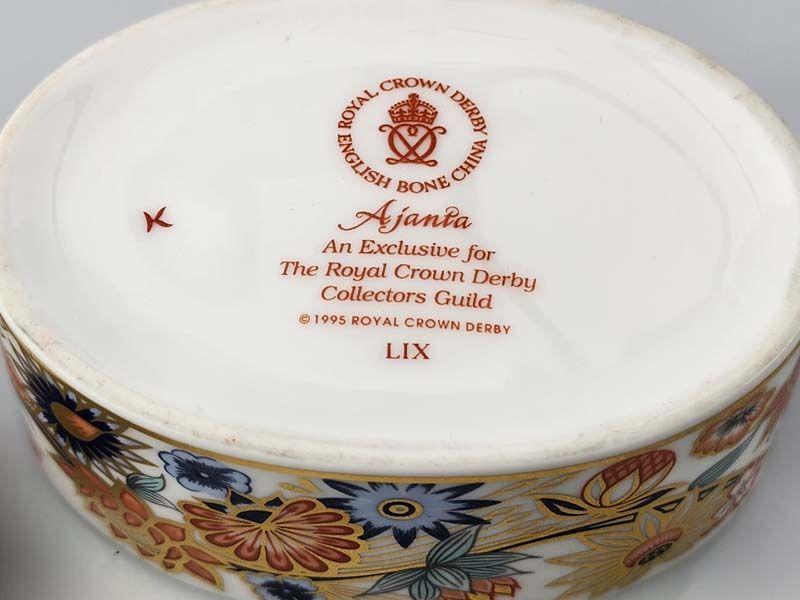 ROYAL CROWN DERBY
ENGLISH BONE CHINA
Ajanta
An Exclusive for
The Royal Crown Derby
Collectors Guild
© 1995 ROYAL CROWN DERBY
LIX
K